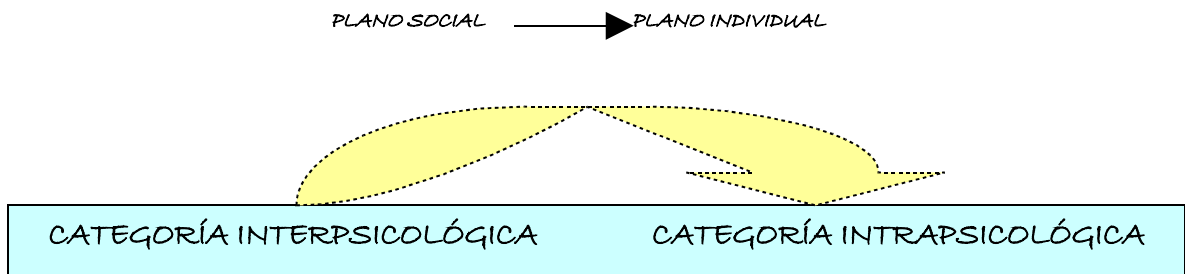 PLANO SOCIAL PLANO INDIVIDUAL
CATEGORÍA INTERPSICOLÓGICA CATEGORÍA INTRAPSICOLÓGICA